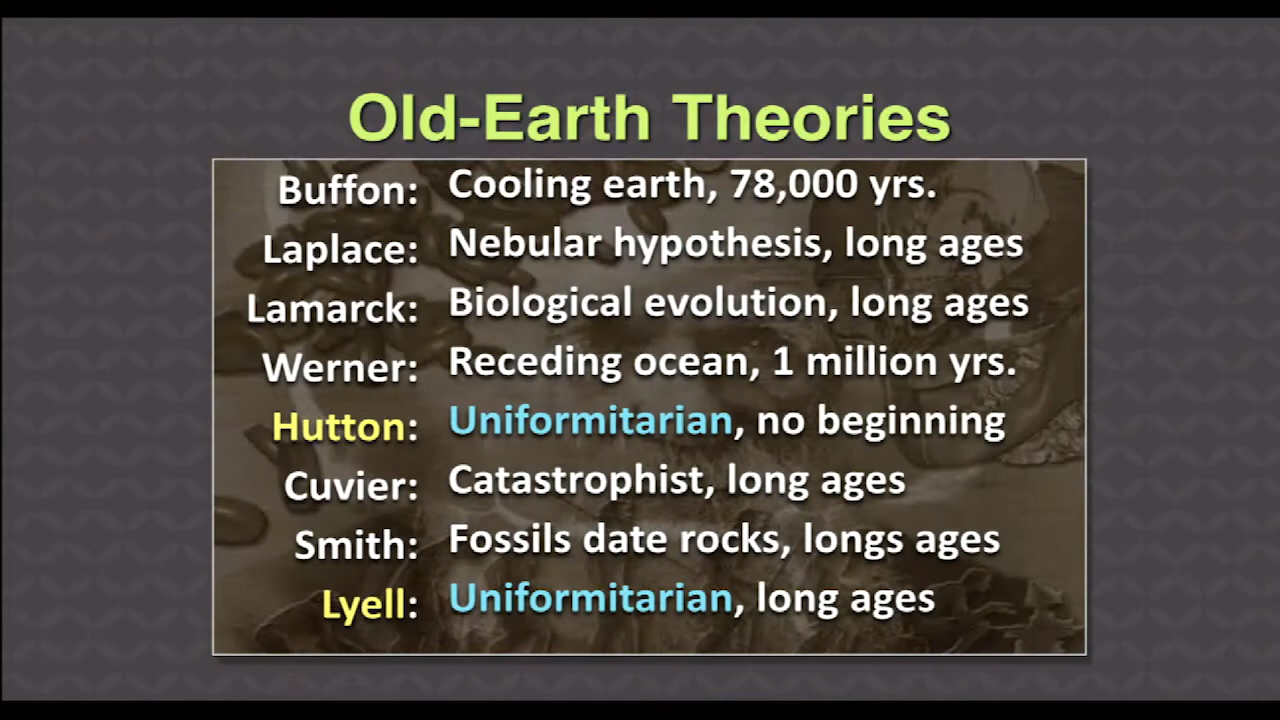 Old-Earth Theories
Buffon: Cooling earth, 78,000 yrs.
Laplace: Nebular hypothesis, long ages
Lamarck: Biological evolution, long ages
Werner: Receding ocean, 1 million yrs.
Hutton: Uniformitarian, no beginning
Cuvier: Catastrophist, long ages
Smith: Fossils date rocks, longs ages
Lyell: Uniformitarian, long ages